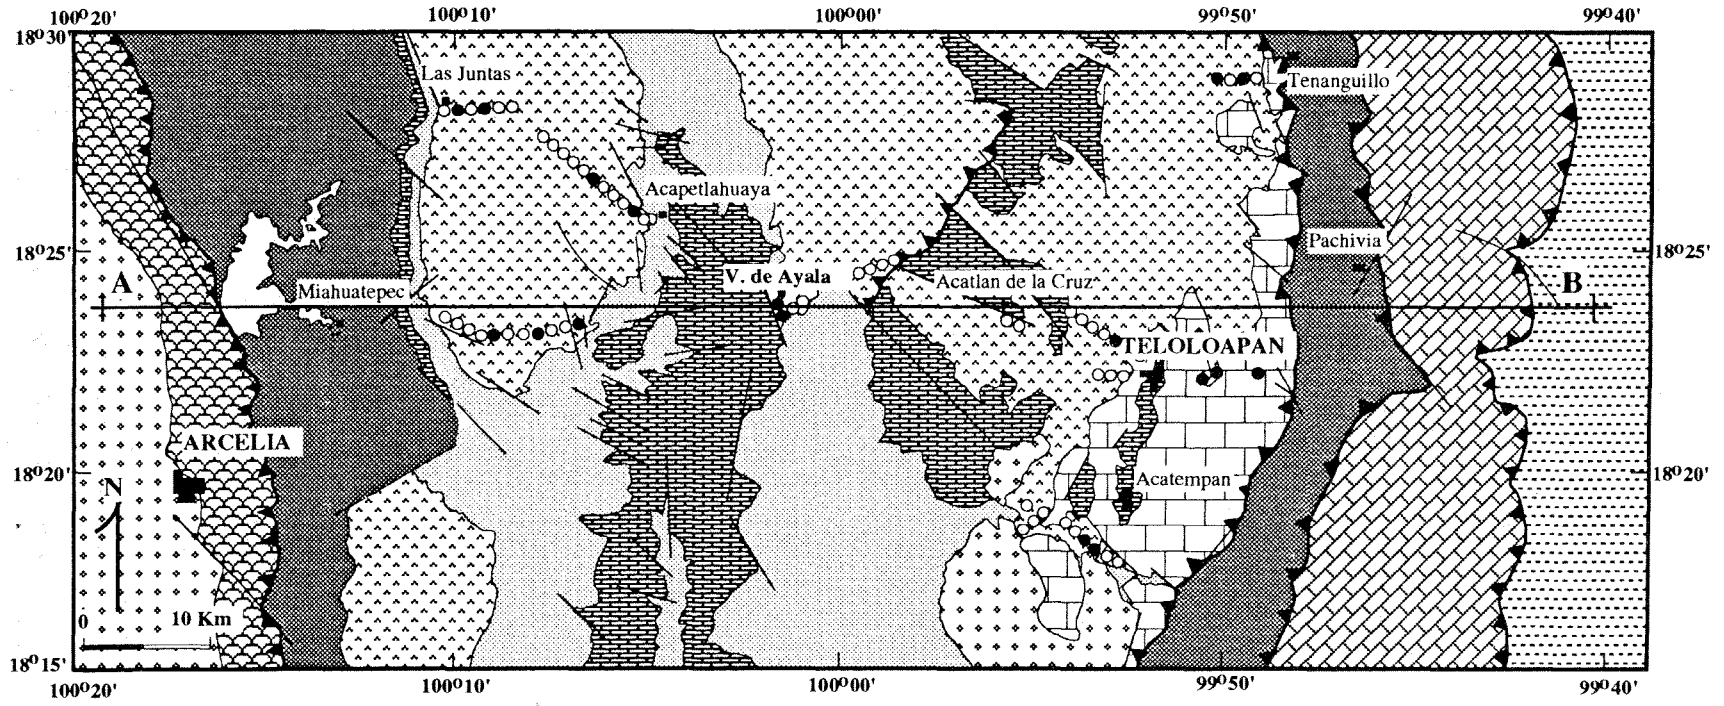 100°20' 100°10' 100°00' 99°50' 99°40'
18°30'
Las Juntas
Tenanguillo
Acapetlahuaya
Pachivia
18°25' 18°25'
V. de Ayala
A Miahuatepec Acatlan de la Cruz B
TELOLOAPAN
ARCELIA
18°20' 18°20'
N Acatempan
0 10 Km
18°15'
100°20' 100°10' 100°00' 99°50' 99°40'